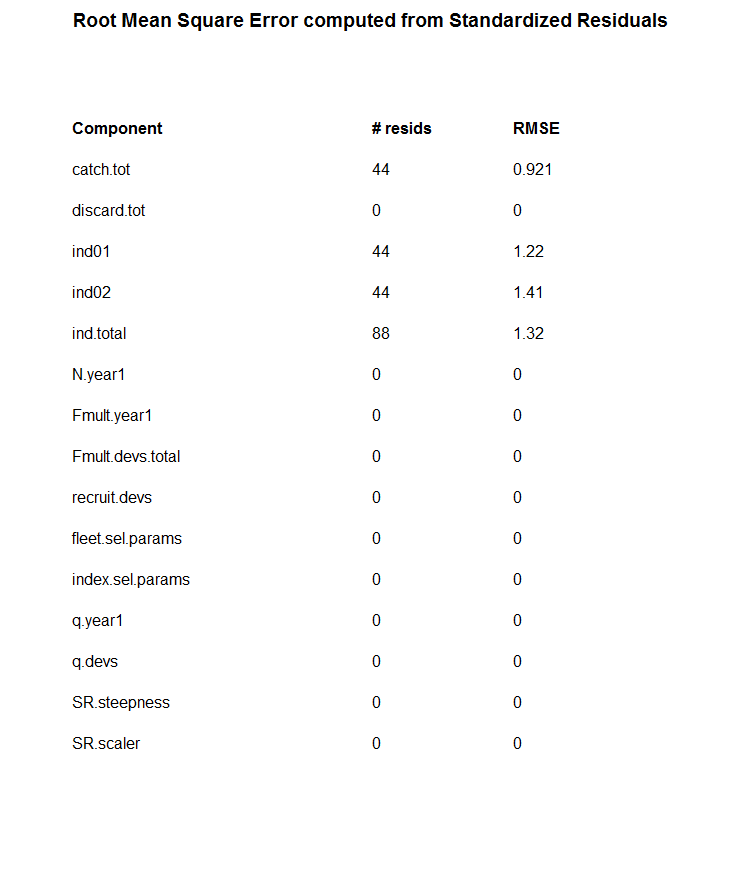 Root Mean Square Error computed from Standardized Residuals
Component # resids RMSE
catch.tot 44 0.921
discard.tot 0 0
ind01 44 1.22
ind02 44 1.41
ind.total 88 1.32
N.year1 0 0
Fmult.year1 0 0
Fmult.devs.total 0 0
recruit.devs 0 0
fleet.sel.params 0 0
index.sel.params 0 0
q.year1 0 0
q.devs 0 0
SR.steepness 0 0
SR.scaler 0 0